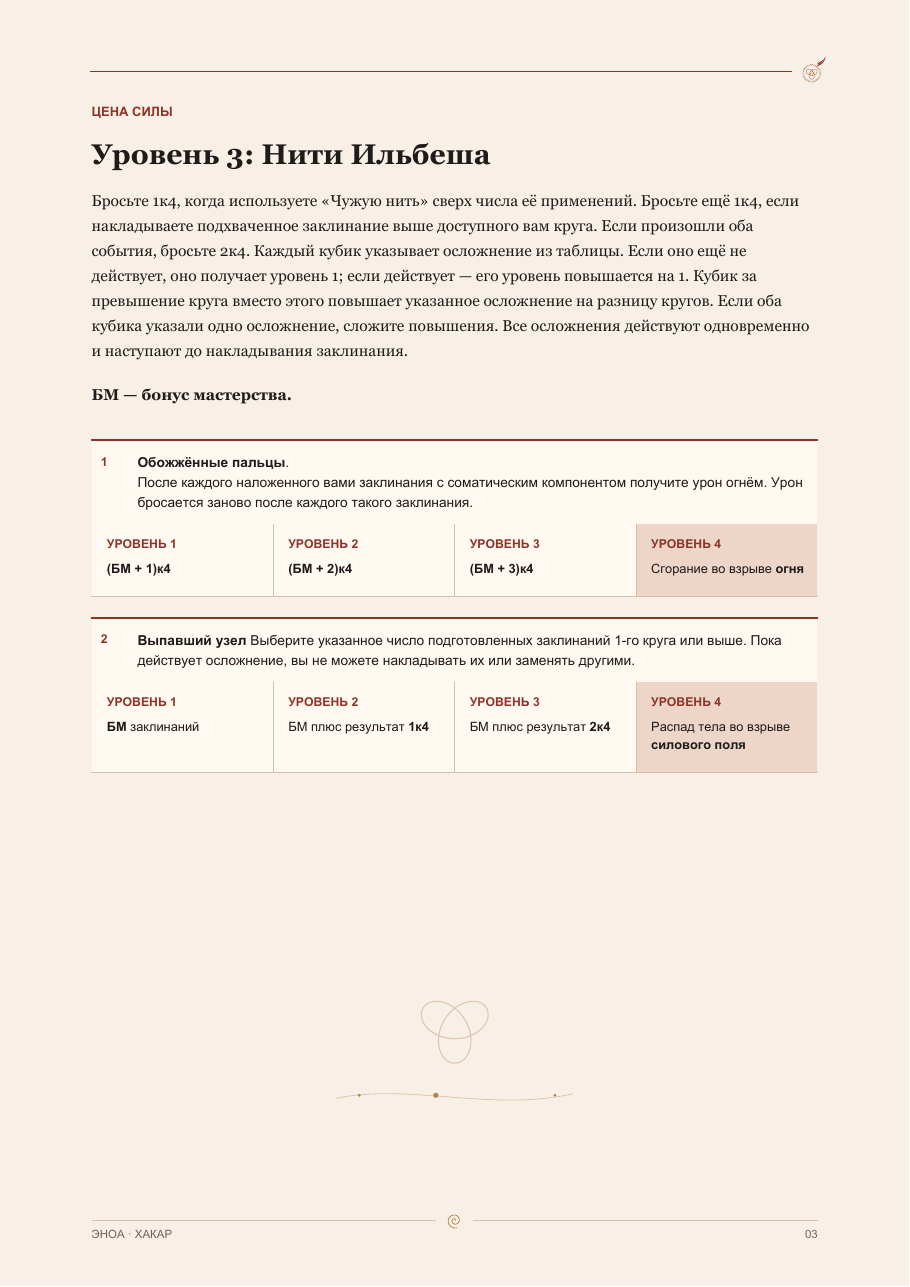 ЦЕНА СИЛЫ
Уровень 3: Нити Ильбеша
Бросьте 1к4, когда используете «Чужую нить» сверх числа её применений. Бросьте ещё 1к4, если
накладываете подхваченное заклинание выше доступного вам круга. Если произошли оба
события, бросьте 2к4. Каждый кубик указывает осложнение из таблицы. Если оно ещё не
действует, оно получает уровень 1; если действует — его уровень повышается на 1. Кубик за
превышение круга вместо этого повышает указанное осложнение на разницу кругов. Если оба
кубика указали одно осложнение, сложите повышения. Все осложнения действуют одновременно
и наступают до накладывания заклинания.
БМ — бонус мастерства.
1 Обожжённые пальцы.
После каждого наложенного вами заклинания с соматическим компонентом получите урон огнём. Урон
бросается заново после каждого такого заклинания.
УРОВЕНЬ 1 УРОВЕНЬ 2 УРОВЕНЬ 3 УРОВЕНЬ 4
(БМ + 1)к4 (БМ + 2)к4 (БМ + 3)к4 Сгорание во взрыве огня
2 Выпавший узел Выберите указанное число подготовленных заклинаний 1-го круга или выше. Пока
действует осложнение, вы не можете накладывать их или заменять другими.
УРОВЕНЬ 1 УРОВЕНЬ 2 УРОВЕНЬ 3 УРОВЕНЬ 4
БМ заклинаний БМ плюс результат 1к4 БМ плюс результат 2к4 Распад тела во взрыве
силового поля
ЭНОА · ХАКАР 03